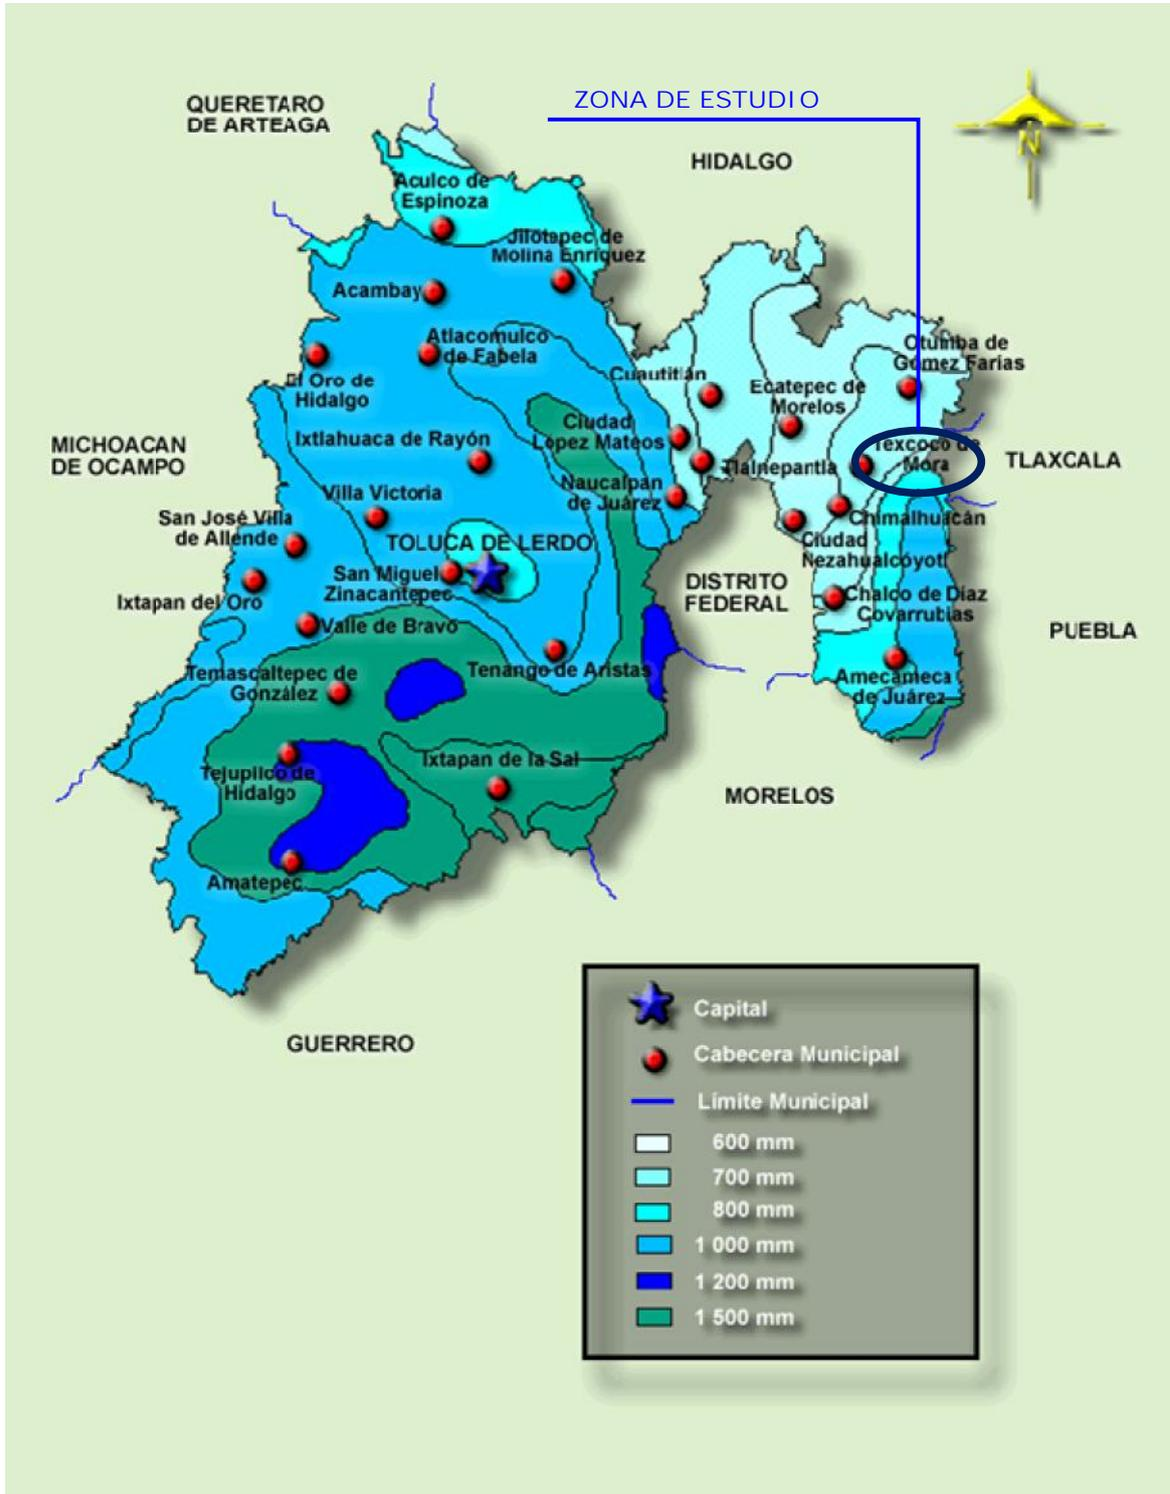 ZONA DE ESTUDIO
QUERETARO
DE ARTEAGA
HIDALGO
N
Aculco de
Espinoza
Jilotepec de
Molina Enríquez
Acambay
Atlacomulco
de Fabela
Otumba de
Gómez Farías
El Oro de
Hidalgo
Cuautitlán
Ecatepec de
Morelos
Ciudad
López Mateos
MICHOACAN
DE OCAMPO
Ixtlahuaca de Rayón
Texcoco de
Mora
TLAXCALA
Tlalnepantla
Naucalpan
de Juárez
Villa Victoria
San José Villa
de Allende
Chimalhuacán
TOLUCA DE LERDO
Ciudad
Nezahualcóyotl
San Miguel
Zinacantepec
DISTRITO
FEDERAL
Ixtapan del Oro
Chalco de Díaz
Covarrubias
Valle de Bravo
PUEBLA
Temascaltepec de
González
Tenango de Aristas
Amecameca
de Juárez
Ixtapan de la Sal
Tejupilco de
Hidalgo
MORELOS
Amatepec
GUERRERO
Capital
Cabecera Municipal
Límite Municipal
600 mm
700 mm
800 mm
1 000 mm
1 200 mm
1 500 mm